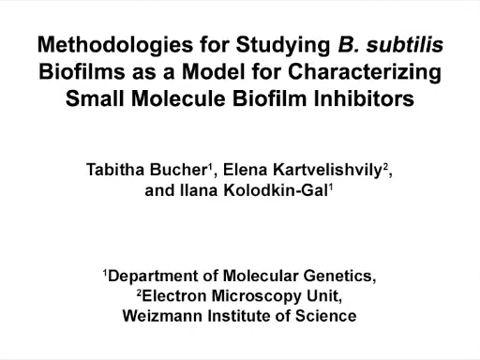 Methodologies for Studying B. subtilis
Biofilms as a Model for Characterizing
Small Molecule Biofilm Inhibitors
Tabitha Bucher¹, Elena Kartvelishvily²,
and Ilana Kolodkin-Gal¹
¹Department of Molecular Genetics,
²Electron Microscopy Unit,
Weizmann Institute of Science